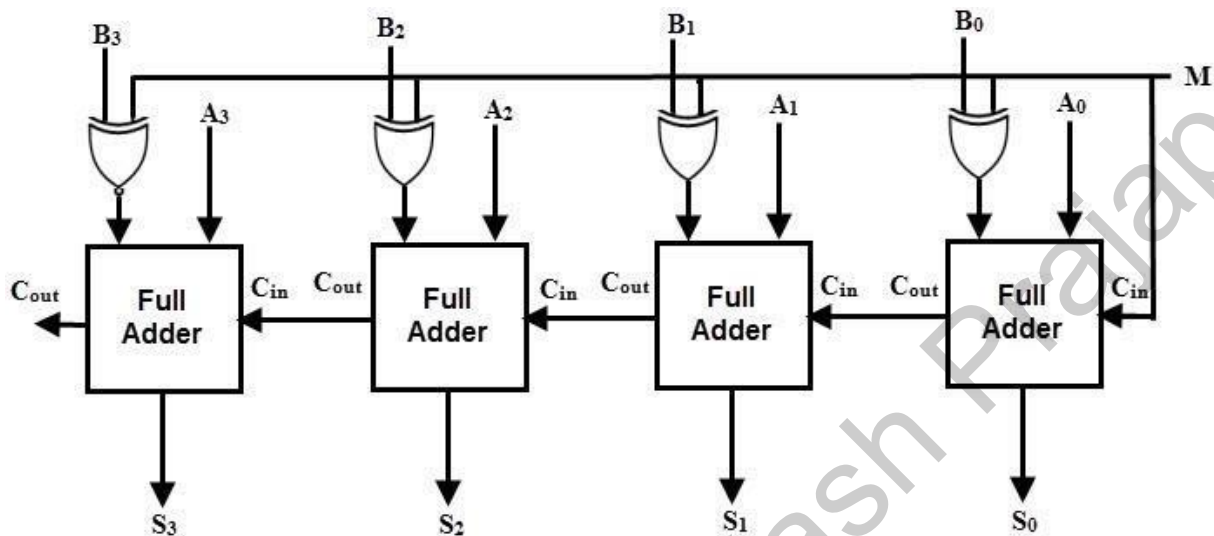 B₃ B₂ B₁ B₀
M
A₃ A₂ A₁ A₀
Cout Full Adder Cin Cout Full Adder Cin Cout Full Adder Cin Cout Full Adder Cin
S₃ S₂ S₁ S₀